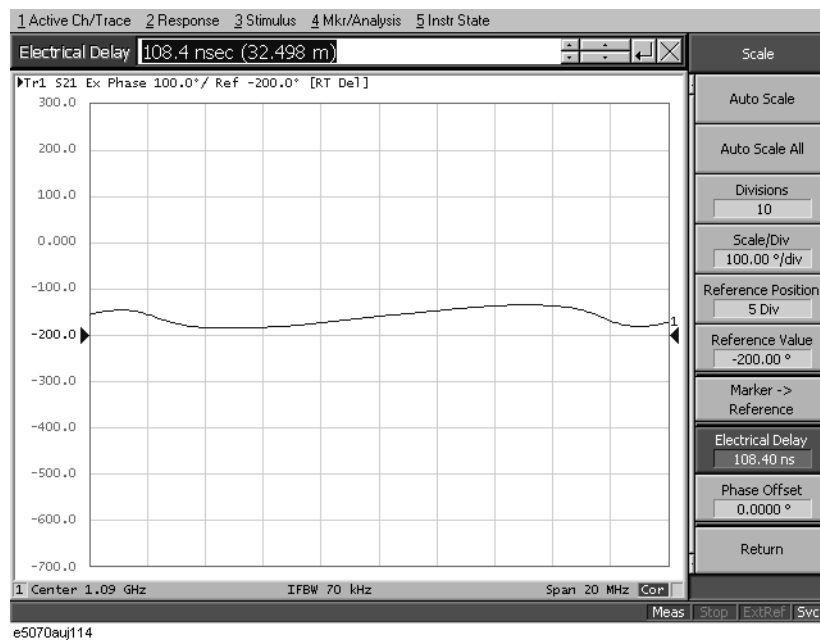 1 Active Ch/Trace 2 Response 3 Stimulus 4 Mkr/Analysis 5 Instr State
Electrical Delay 108.4 nsec (32.498 m)
Tr1 S21 Ex Phase 100.0°/ Ref -200.0° [RT Del]
300.0
200.0
100.0
0.000
-100.0
-200.0
-300.0
-400.0
-500.0
-600.0
-700.0
1
1 Center 1.09 GHz IFBW 70 kHz Span 20 MHz Cor
Scale
Auto Scale
Auto Scale All
Divisions
10
Scale/Div
100.00 °/div
Reference Position
5 Div
Reference Value
-200.00 °
Marker ->
Reference
Electrical Delay
108.40 ns
Phase Offset
0.0000 °
Return
Meas Stop ExtRef Svc
e5070auj114